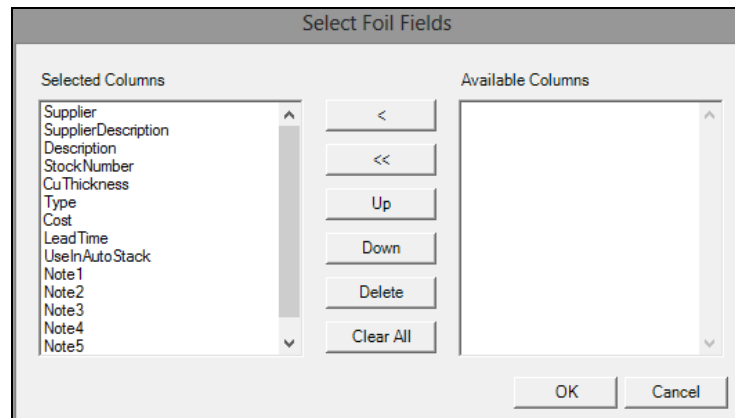 Select Foil Fields
Selected Columns
Available Columns
Supplier
SupplierDescription
Description
StockNumber
CuThickness
Type
Cost
LeadTime
UseInAutoStack
Note1
Note2
Note3
Note4
Note5
<
<<
Up
Down
Delete
Clear All
OK
Cancel